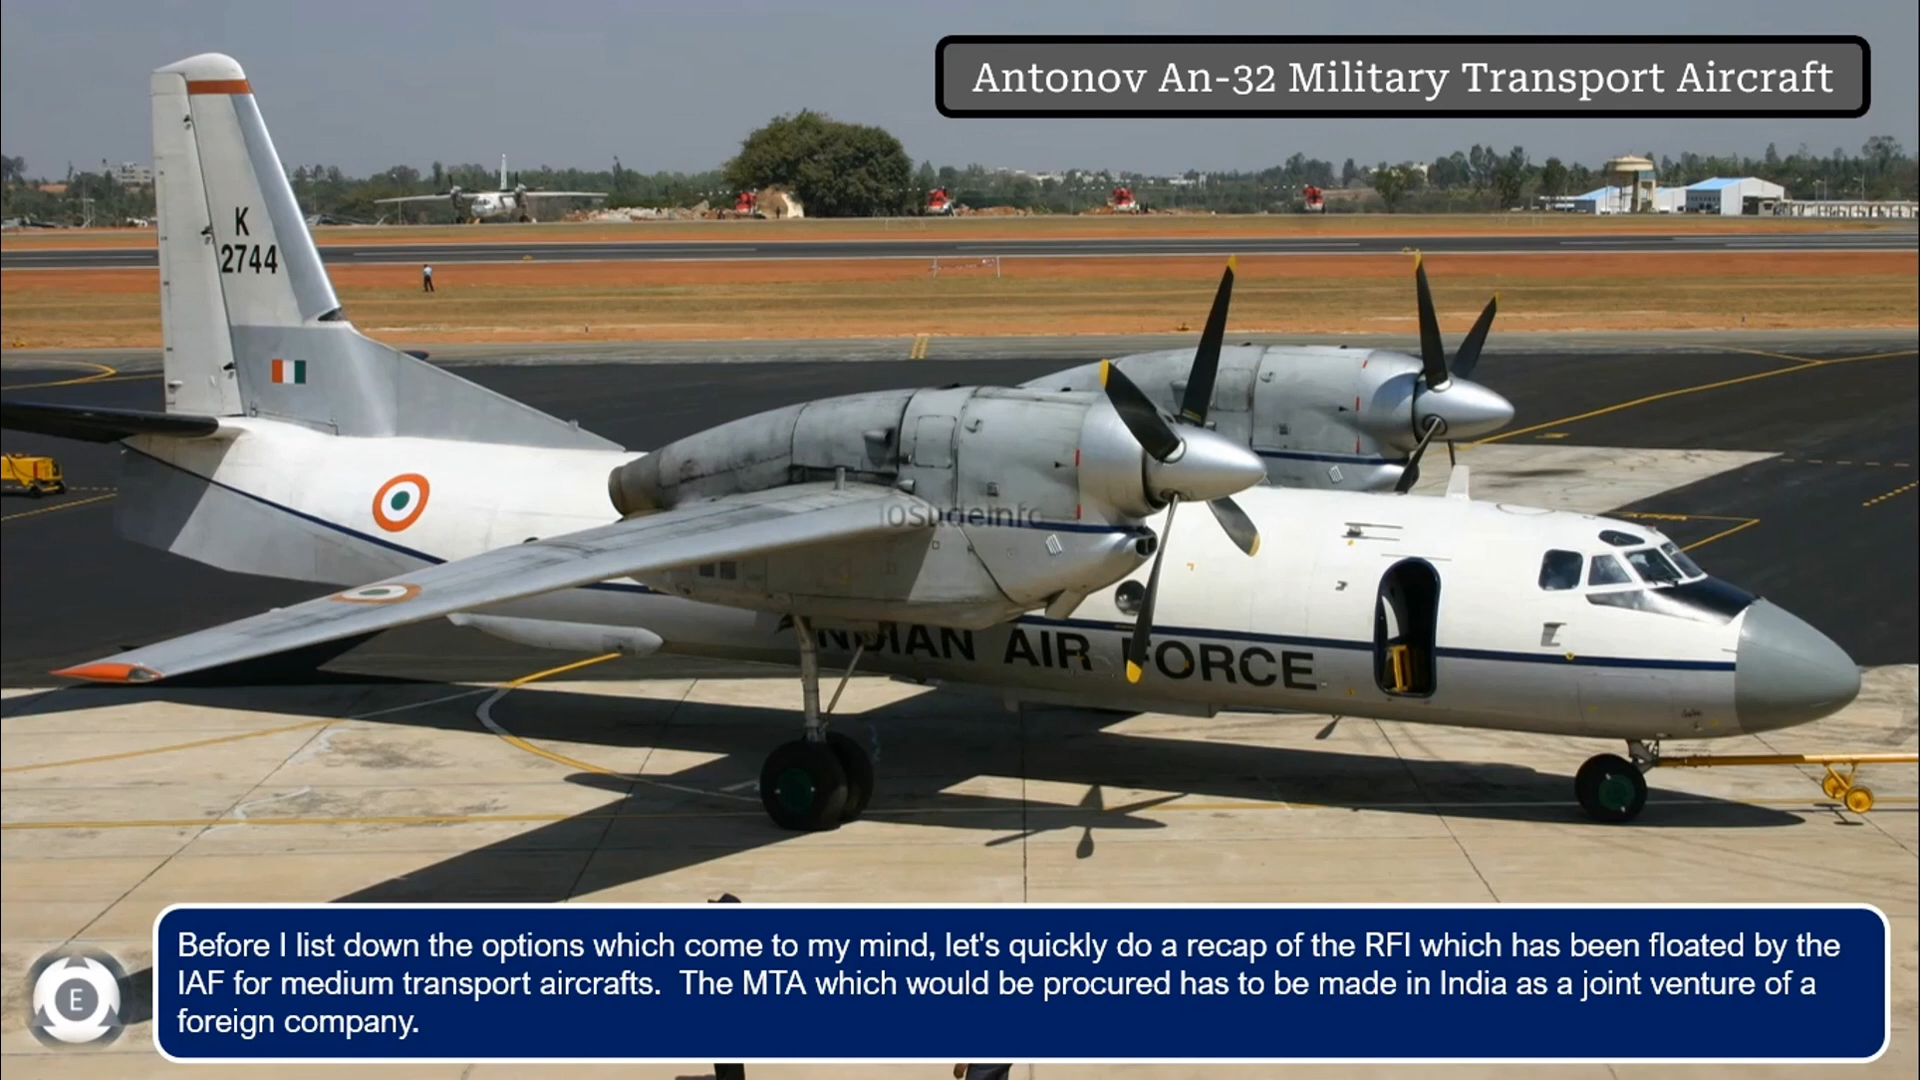 Antonov An-32 Military Transport Aircraft
K
2744
INDIAN AIR FORCE
Before I list down the options which come to my mind, let's quickly do a recap of the RFI which has been floated by the
IAF for medium transport aircrafts.  The MTA which would be procured has to be made in India as a joint venture of a
foreign company.
E